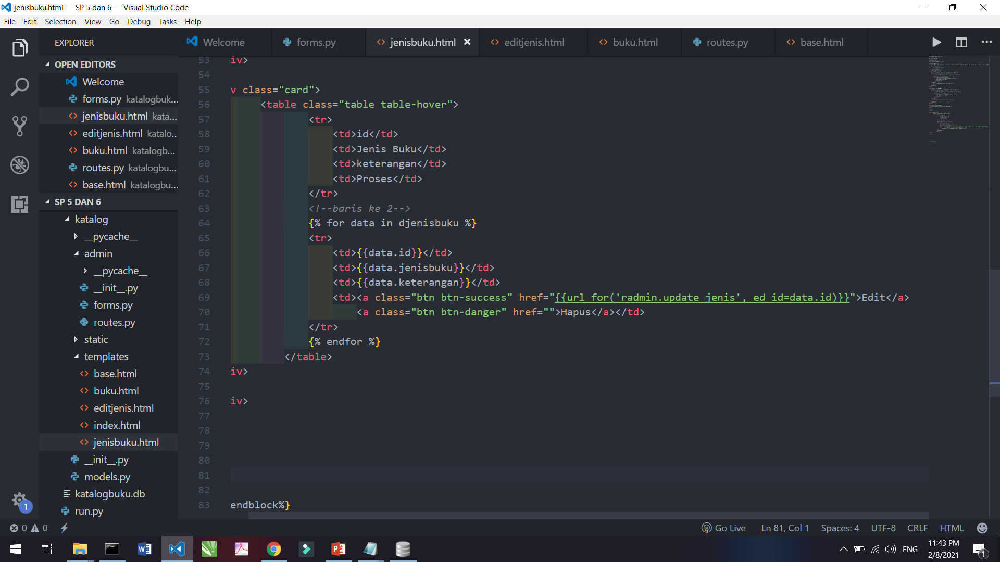 jenisbuku.html — SP 5 dan 6 — Visual Studio Code
File Edit Selection View Go Debug Tasks Help
EXPLORER
OPEN EDITORS
Welcome
forms.py katalogbuk...
jenisbuku.html kata...
editjenis.html katalo...
buku.html katalogb...
routes.py katalogbu...
base.html katalogbu...
SP 5 DAN 6
katalog
__pycache__
admin
__pycache__
__init__.py
forms.py
routes.py
static
templates
base.html
buku.html
editjenis.html
index.html
jenisbuku.html
__init__.py
models.py
katalogbuku.db
run.py
1
Welcome forms.py jenisbuku.html editjenis.html buku.html routes.py base.html
53 iv>
54
55 v class="card">
56 <table class="table table-hover">
57 <tr>
58 <td>id</td>
59 <td>Jenis Buku</td>
60 <td>keterangan</td>
61 <td>Proses</td>
62 </tr>
63 <!--baris ke 2-->
64 {% for data in djenisbuku %}
65 <tr>
66 <td>{{data.id}}</td>
67 <td>{{data.jenisbuku}}</td>
68 <td>{{data.keterangan}}</td>
69 <td><a class="btn btn-success" href="{{url_for('radmin.update_jenis', ed_id=data.id)}}">Edit</a>
70 <a class="btn btn-danger" href="">Hapus</a></td>
71 </tr>
72 {% endfor %}
73 </table>
74 iv>
75
76 iv>
77
78
79
80
81
82
83 endblock%}
0 0 Go Live Ln 81, Col 1 Spaces: 4 UTF-8 CRLF HTML
ENG 11:43 PM
2/8/2021
1